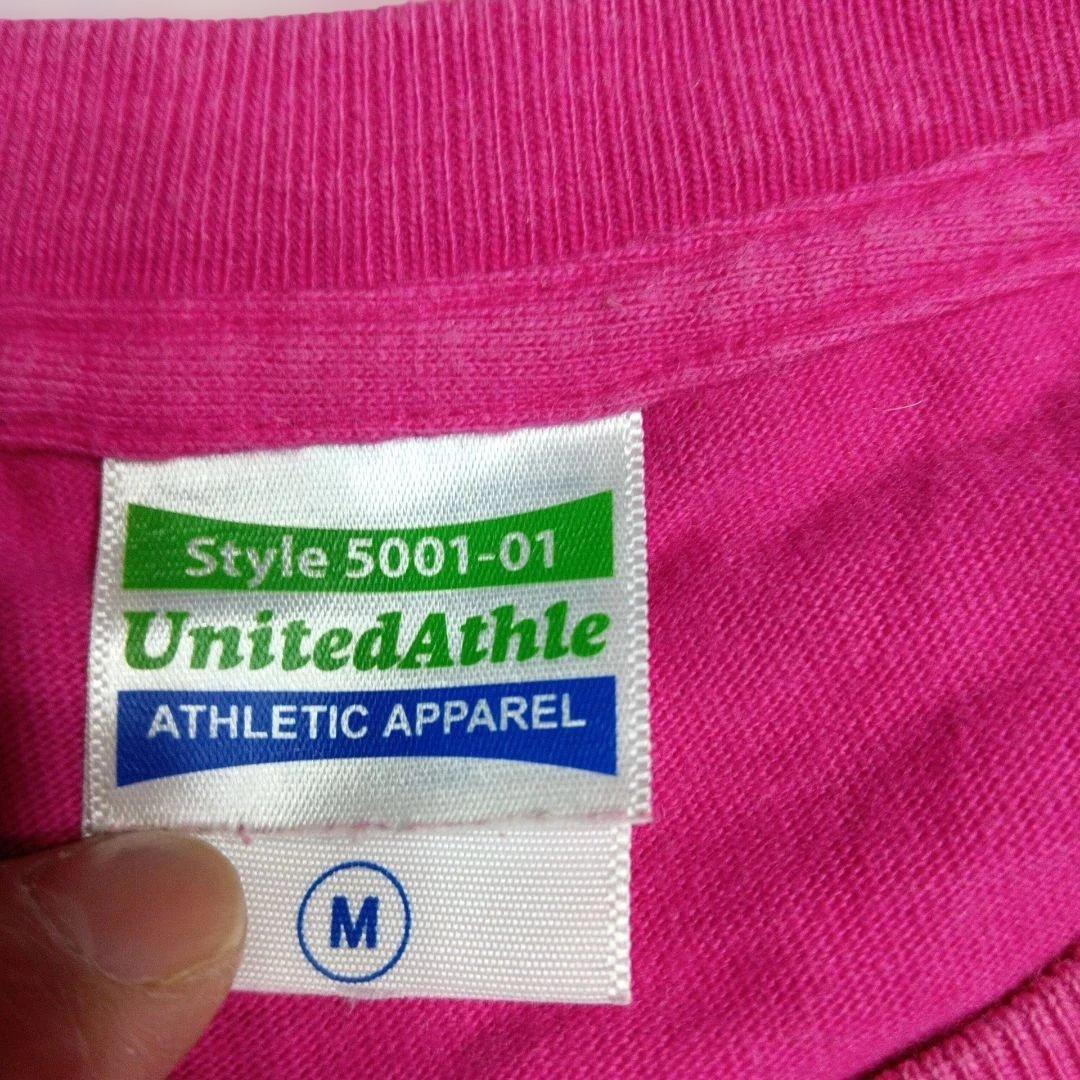 Style 5001-01
UnitedAthle
ATHLETIC APPAREL
M